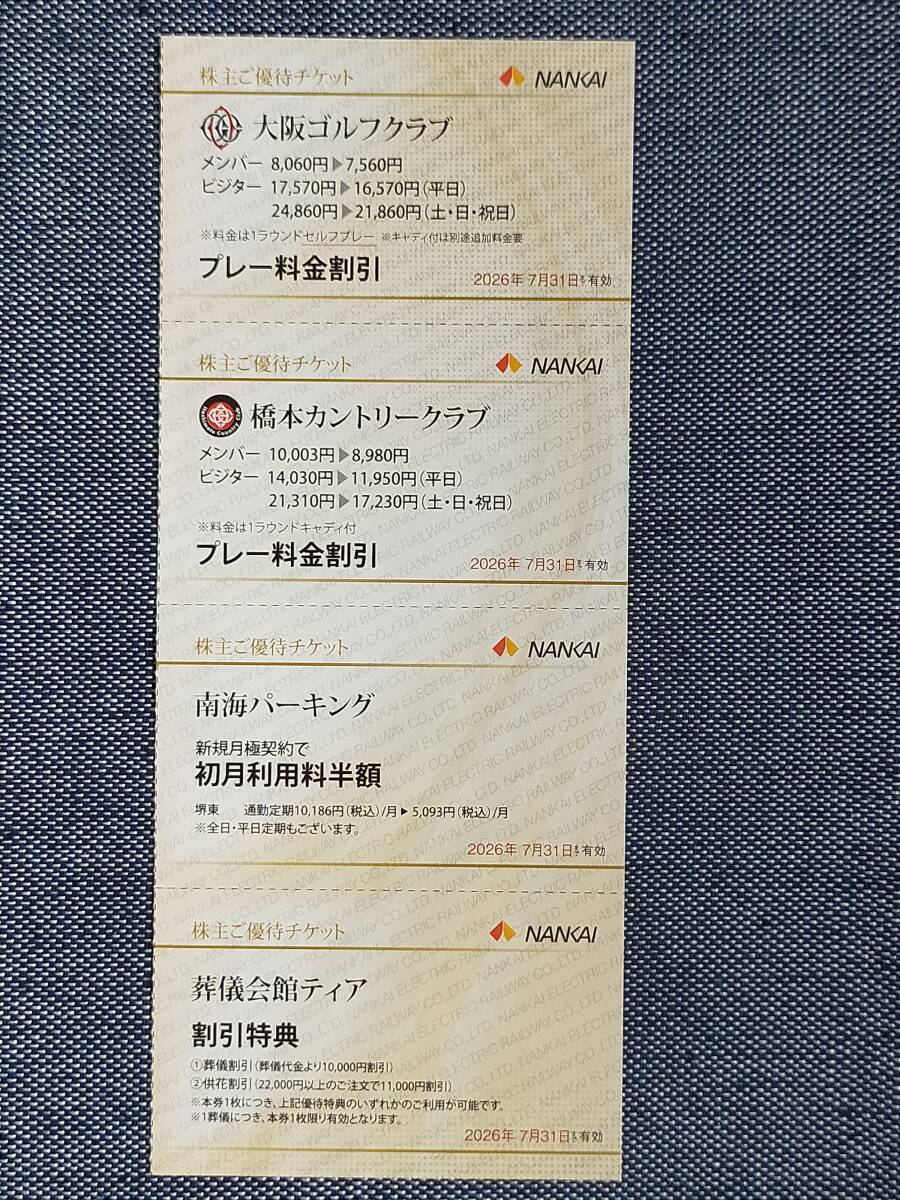 株主ご優待チケット NANKAI
大阪ゴルフクラブ
メンバー 8,060円▶7,560円
ビジター 17,570円▶16,570円(平日)
24,860円▶21,860円(土・日・祝日)
※料金は1ラウンドセルフプレー ※キャディ付は別途追加料金要
プレー料金割引 2026年 7月31日まで有効
株主ご優待チケット NANKAI
橋本カントリークラブ
メンバー 10,003円▶8,980円
ビジター 14,030円▶11,950円(平日)
21,310円▶17,230円(土・日・祝日)
※料金は1ラウンドキャディ付
プレー料金割引 2026年 7月31日まで有効
株主ご優待チケット NANKAI
南海パーキング
新規月極契約で
初月利用料半額
堺東 通勤定期10,186円(税込)/月▶5,093円(税込)/月
※全日・平日定期もございます。
2026年 7月31日まで有効
株主ご優待チケット NANKAI
葬儀会館ティア
割引特典
①葬儀割引(葬儀代金より10,000円割引)
②供花割引(22,000円以上のご注文で11,000円割引)
※本券1枚につき、上記優待特典のいずれかのご利用が可能です。
※1葬儀につき、本券1枚限り有効となります。
2026年 7月31日まで有効